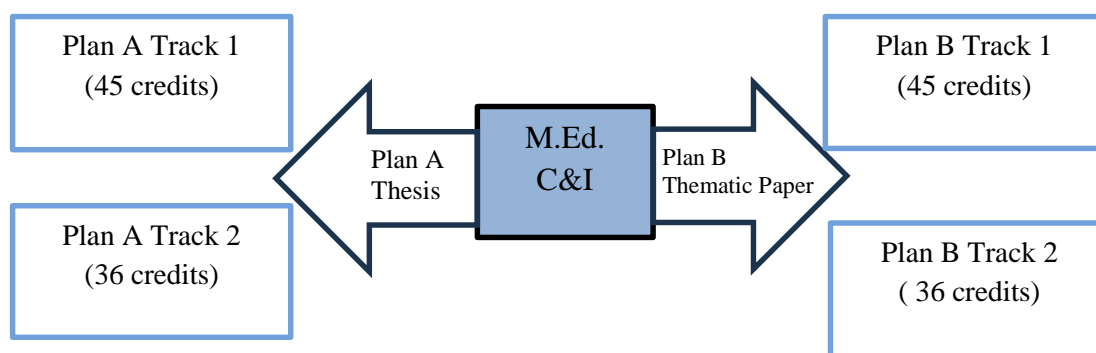 Plan A Track 1
(45 credits)
Plan A Track 2
(36 credits)
Plan A
Thesis
M.Ed.
C&I
Plan B
Thematic Paper
Plan B Track 1
(45 credits)
Plan B Track 2
( 36 credits)